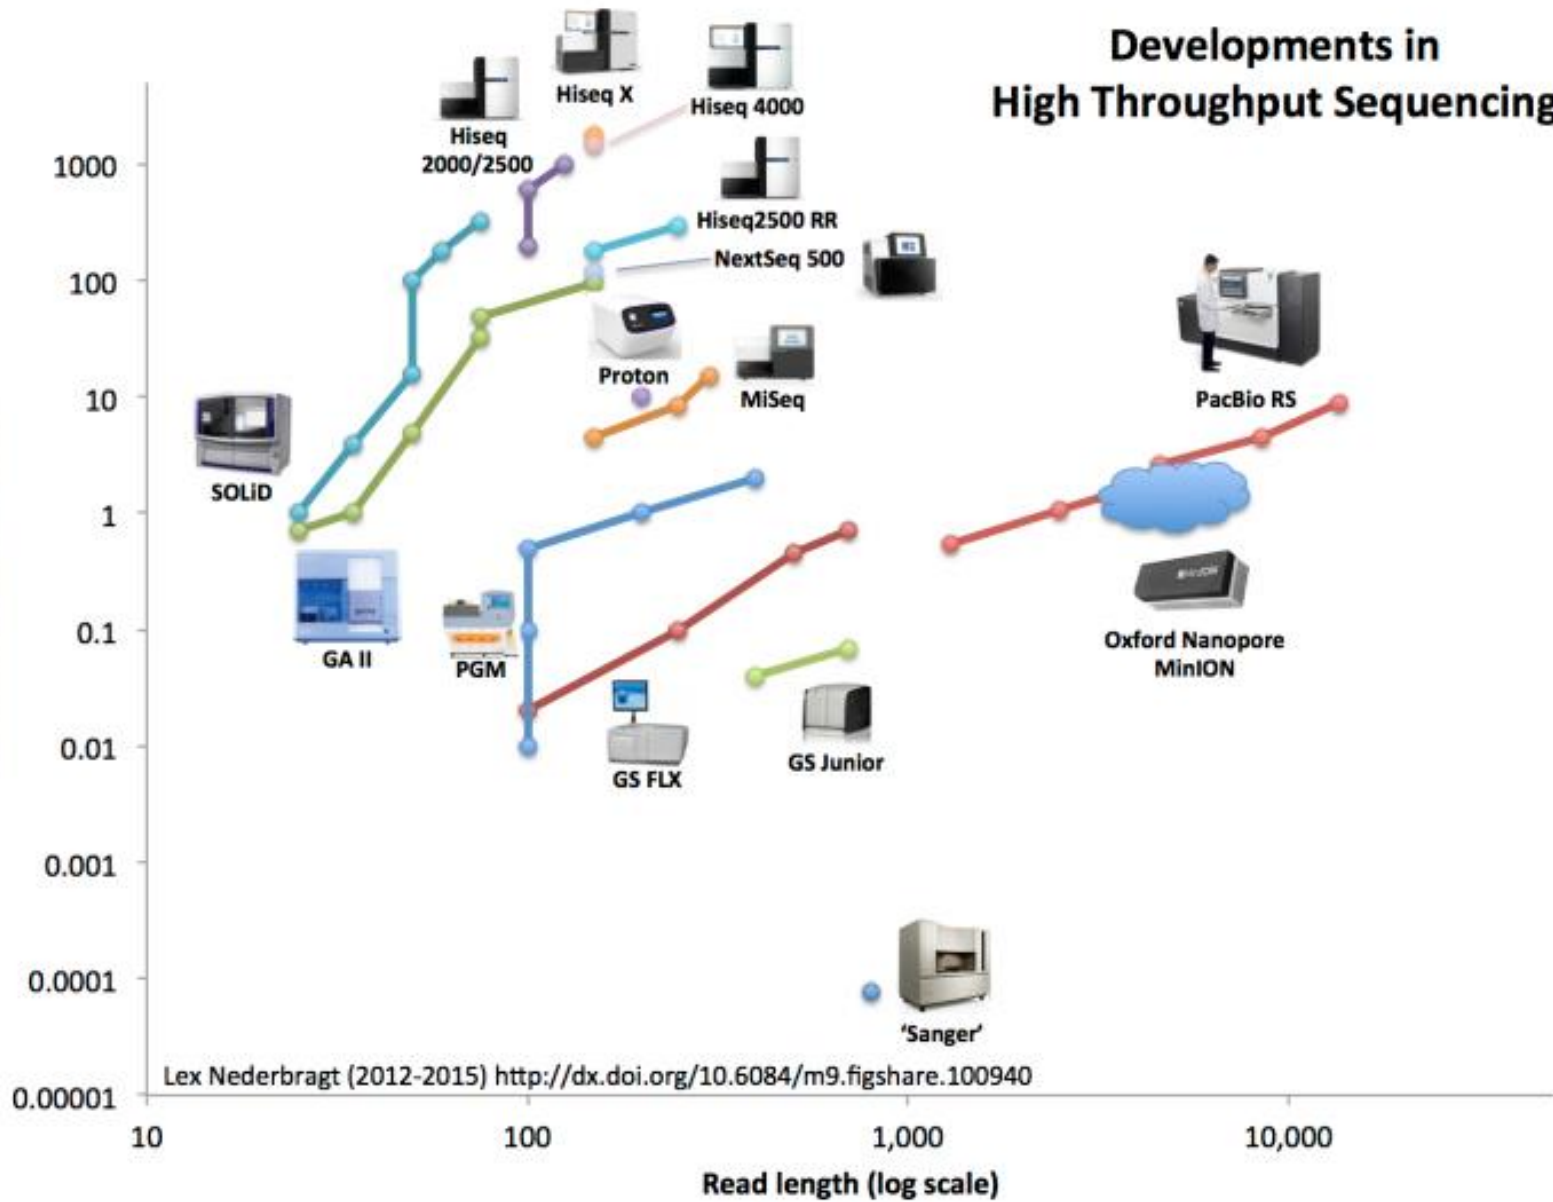 Developments in
High Throughput Sequencing
Hiseq X
Hiseq 4000
Hiseq
2000/2500
1000
Hiseq2500 RR
NextSeq 500
100
Proton
MiSeq
PacBio RS
10
SOLiD
1
0.1
GA II
PGM
Oxford Nanopore
MinION
0.01
GS FLX
GS Junior
0.001
0.0001
'Sanger'
Lex Nederbragt (2012-2015) http://dx.doi.org/10.6084/m9.figshare.100940
0.00001
10
100
1,000
10,000
Read length (log scale)